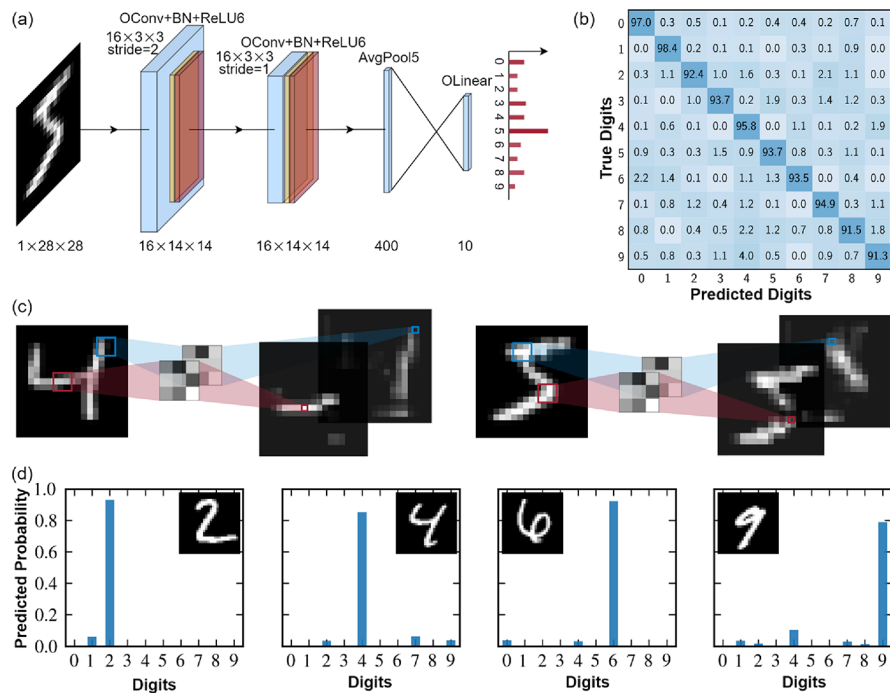 (a)
OConv+BN+ReLU6
16×3×3
stride=2
OConv+BN+ReLU6
16×3×3
stride=1
AvgPool5
OLinear
0
1
2
3
4
5
6
7
8
9
1×28×28
16×14×14
16×14×14
400
10
(b)
True Digits
0 97.0 0.3 0.5 0.1 0.2 0.4 0.4 0.2 0.7 0.1
1 0.1 98.4 0.2 0.1 0.1 0.2 0.0 0.3 0.1 0.0
2 0.3 1.1 92.4 1.0 1.6 0.3 0.1 2.1 1.1 0.0
3 0.1 0.0 1.0 93.7 0.2 1.9 0.3 1.4 1.2 0.3
4 0.1 0.6 0.1 0.0 95.8 0.0 1.1 0.1 0.2 1.9
5 0.9 0.3 0.3 1.5 0.9 93.7 0.8 0.3 1.1 0.1
6 2.2 1.4 0.1 0.0 1.1 1.3 93.5 0.0 0.4 0.0
7 0.1 0.8 1.2 0.4 1.2 0.1 0.0 94.9 0.3 1.1
8 0.8 0.0 0.4 0.5 2.2 1.2 0.7 0.8 91.5 1.8
9 0.5 0.8 0.3 1.1 4.0 0.5 0.0 0.7 0.7 91.3
0 1 2 3 4 5 6 7 8 9
Predicted Digits
(c)
(d)
Predicted Probability
1.0
0.8
0.6
0.4
0.2
0.0
2
4
6
9
0 1 2 3 4 5 6 7 8 9
0 1 2 3 4 5 6 7 8 9
0 1 2 3 4 5 6 7 8 9
0 1 2 3 4 5 6 7 8 9
Digits
Digits
Digits
Digits